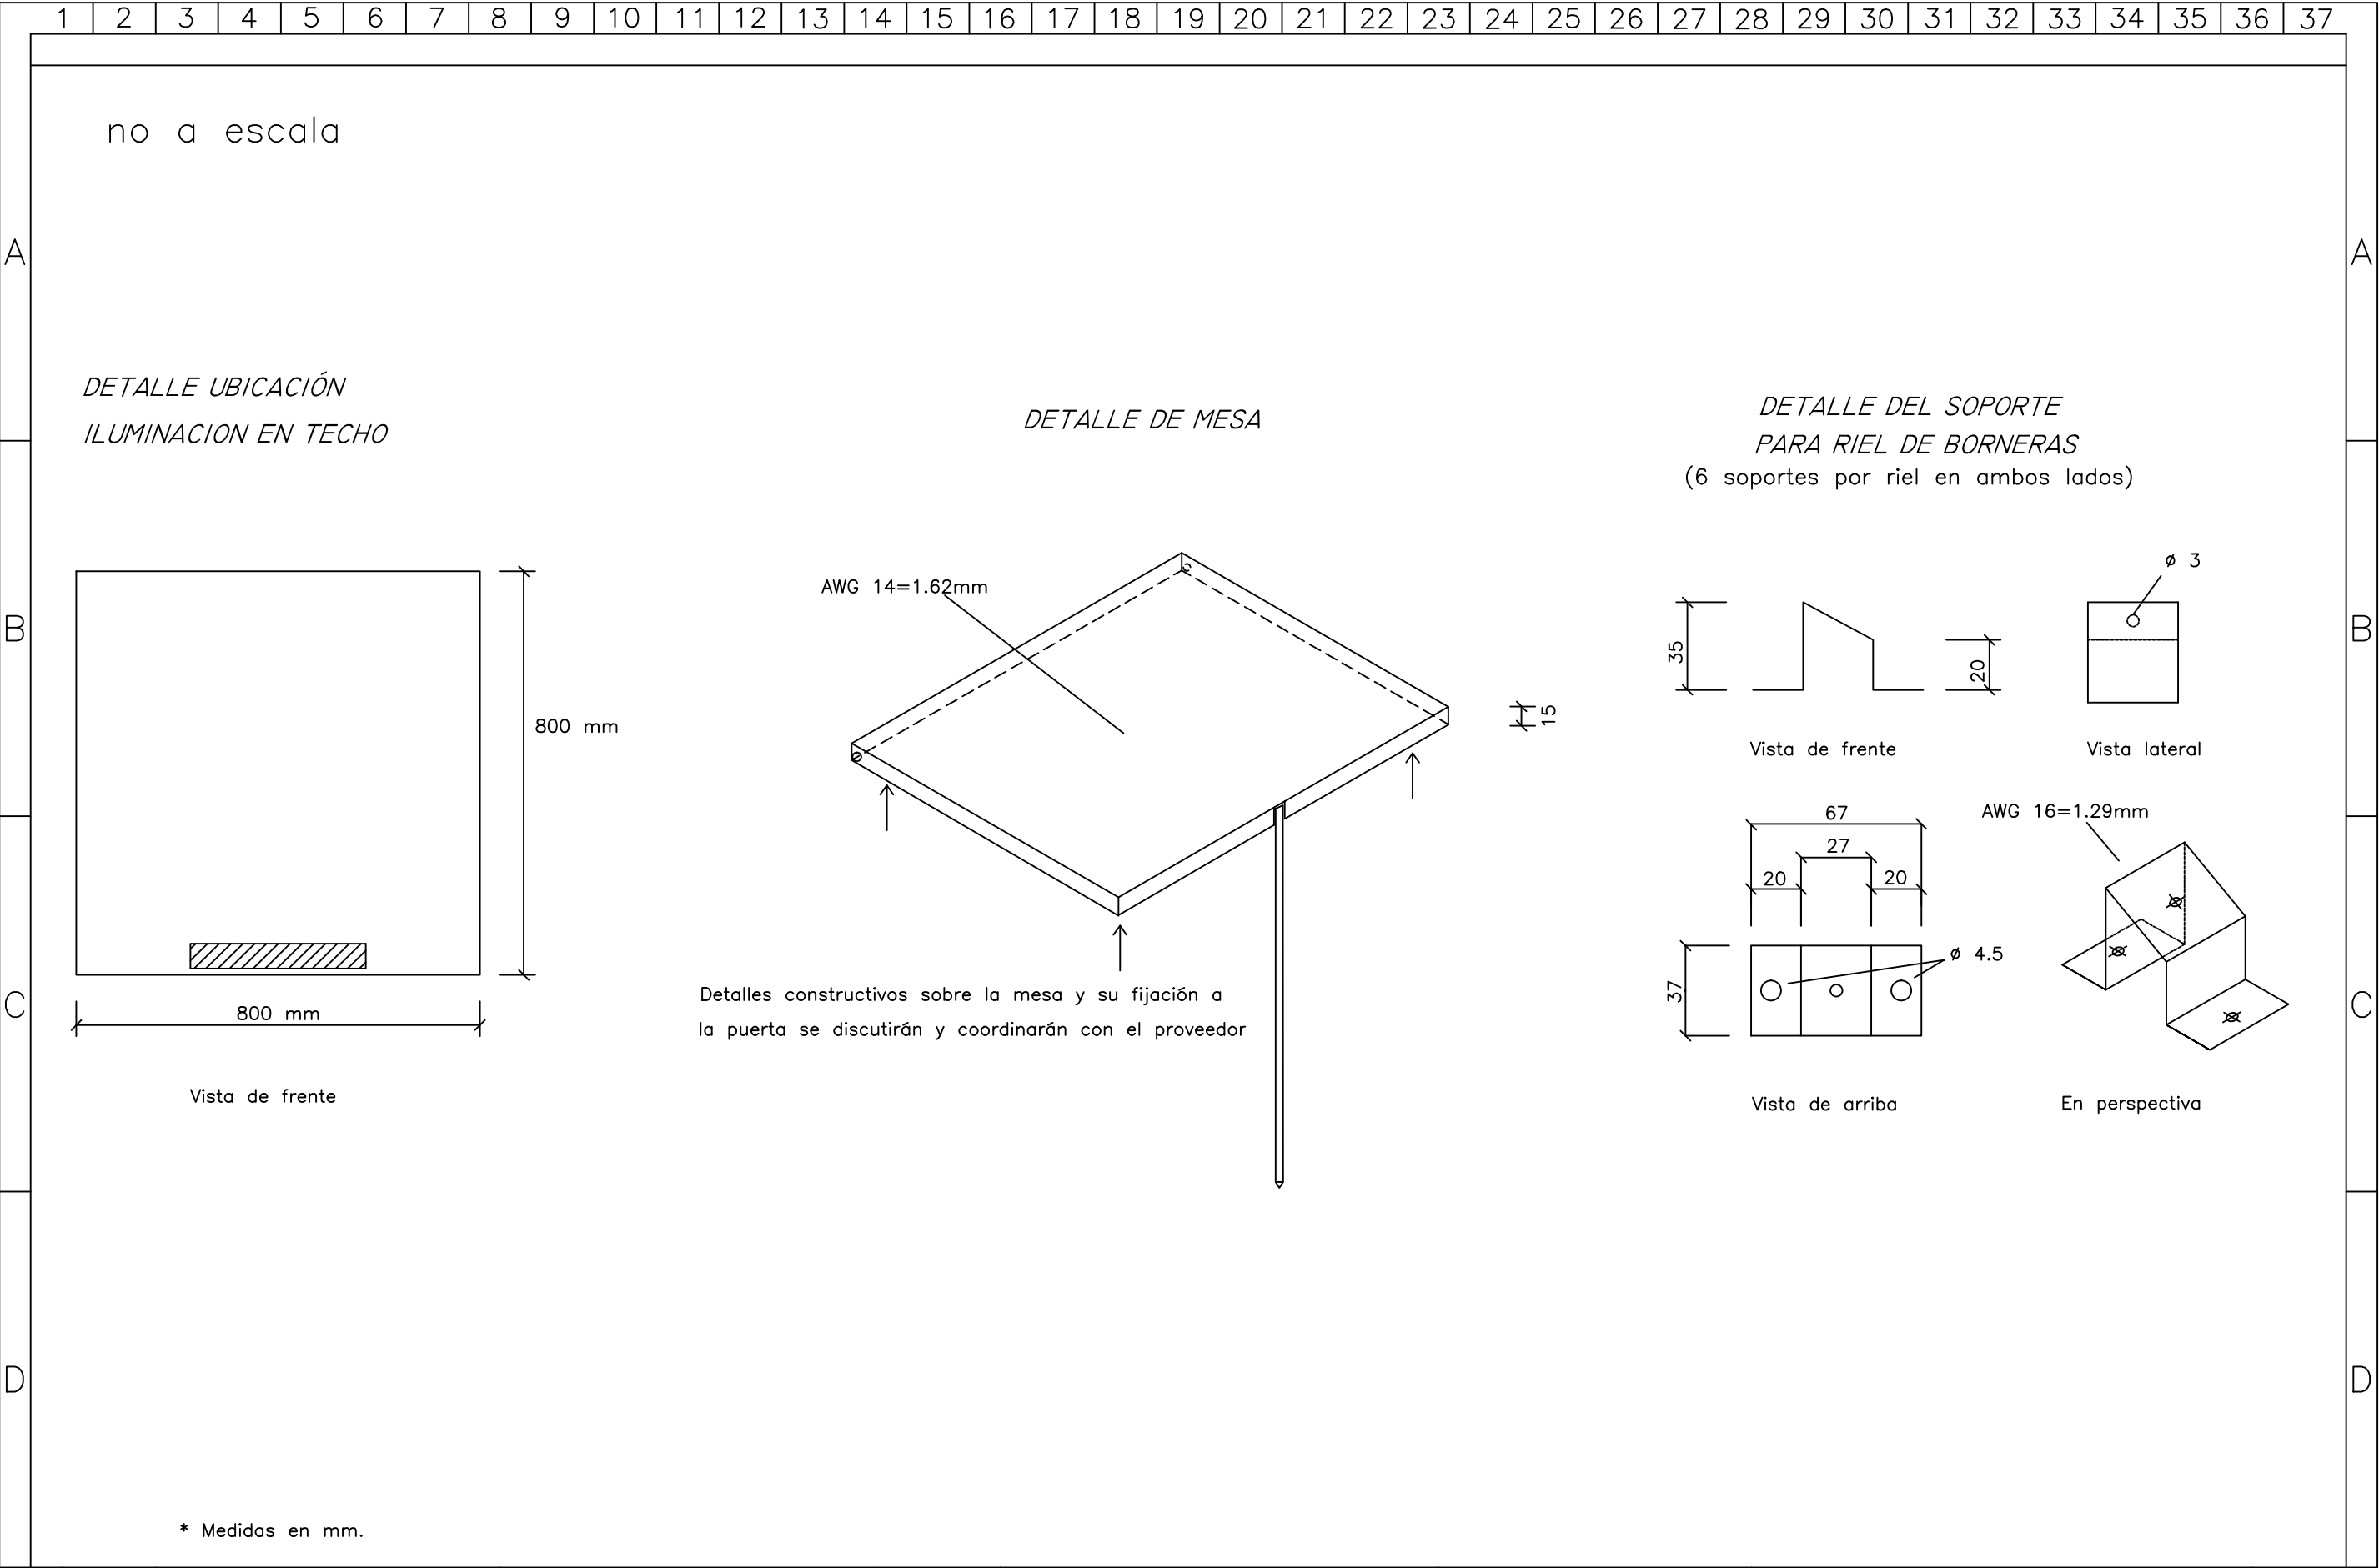 1 2 3 4 5 6 7 8 9 10 11 12 13 14 15 16 17 18 19 20 21 22 23 24 25 26 27 28 29 30 31 32 33 34 35 36 37
no a escala
A A
DETALLE UBICACIÓN
ILUMINACION EN TECHO
800 mm
800 mm
Vista de frente
DETALLE DE MESA
AWG 14=1.62mm
15
Detalles constructivos sobre la mesa y su fijación a
la puerta se discutirán y coordinarán con el proveedor
DETALLE DEL SOPORTE
PARA RIEL DE BORNERAS
(6 soportes por riel en ambos lados)
35
20
Vista de frente
ø 3
Vista lateral
67
27
20 20
37
ø 4.5
Vista de arriba
AWG 16=1.29mm
En perspectiva
B B
C C
D D
* Medidas en mm.